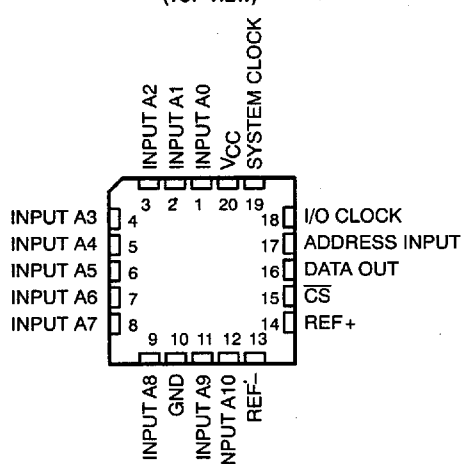 (TOP VIEW)
INPUT A2
INPUT A1
INPUT A0
VCC
SYSTEM CLOCK
3 2 1 20 19
INPUT A3 4
INPUT A4 5
INPUT A5 6
INPUT A6 7
INPUT A7 8
18 I/O CLOCK
17 ADDRESS INPUT
16 DATA OUT
15 CS
14 REF+
9 10 11 12 13
INPUT A8
GND
INPUT A9
INPUT A10
REF-